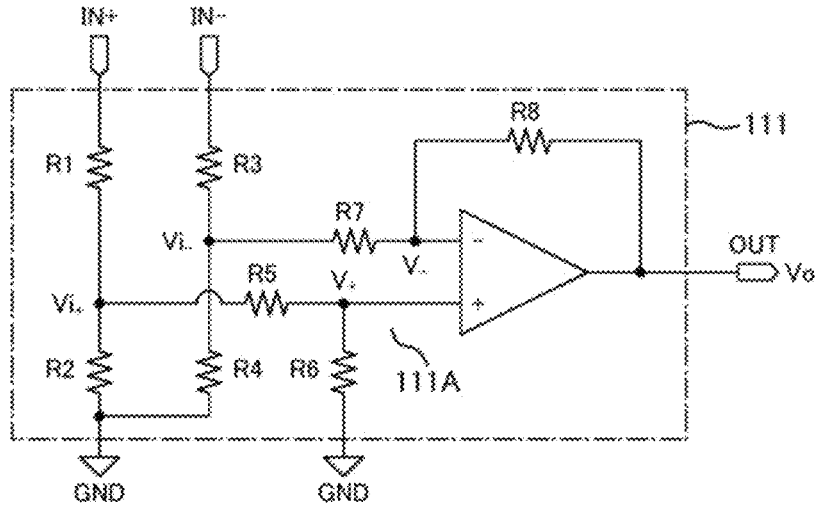 IN+ IN-
R8
111
R1 R3
R7
Vi- V- OUT
Vo
R5 V+
Vi+
R2 R4 R6
111A
GND GND
- +